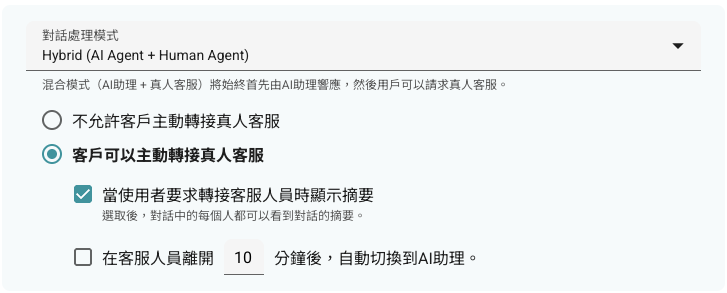 對話處理模式
Hybrid (AI Agent + Human Agent)
混合模式（AI助理 + 真人客服）將始終首先由AI助理響應，然後用戶可以請求真人客服。
不允許客戶主動轉接真人客服
客戶可以主動轉接真人客服
當使用者要求轉接客服人員時顯示摘要
選取後，對話中的每個人都可以看到對話的摘要。
在客服人員離開 10 分鐘後，自動切換到AI助理。